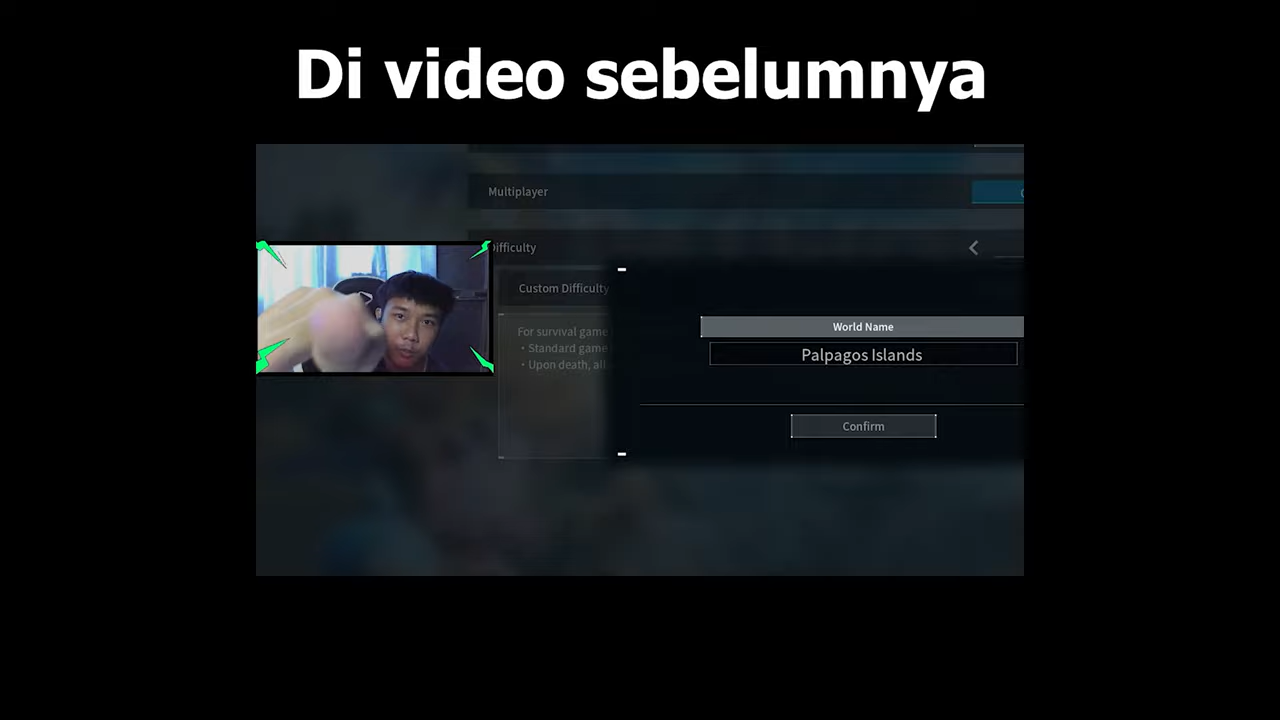 Di video sebelumnya
Multiplayer
Difficulty
Custom Difficulty
For survival game
• Standard game
• Upon death, all
World Name
Palpagos Islands
Confirm